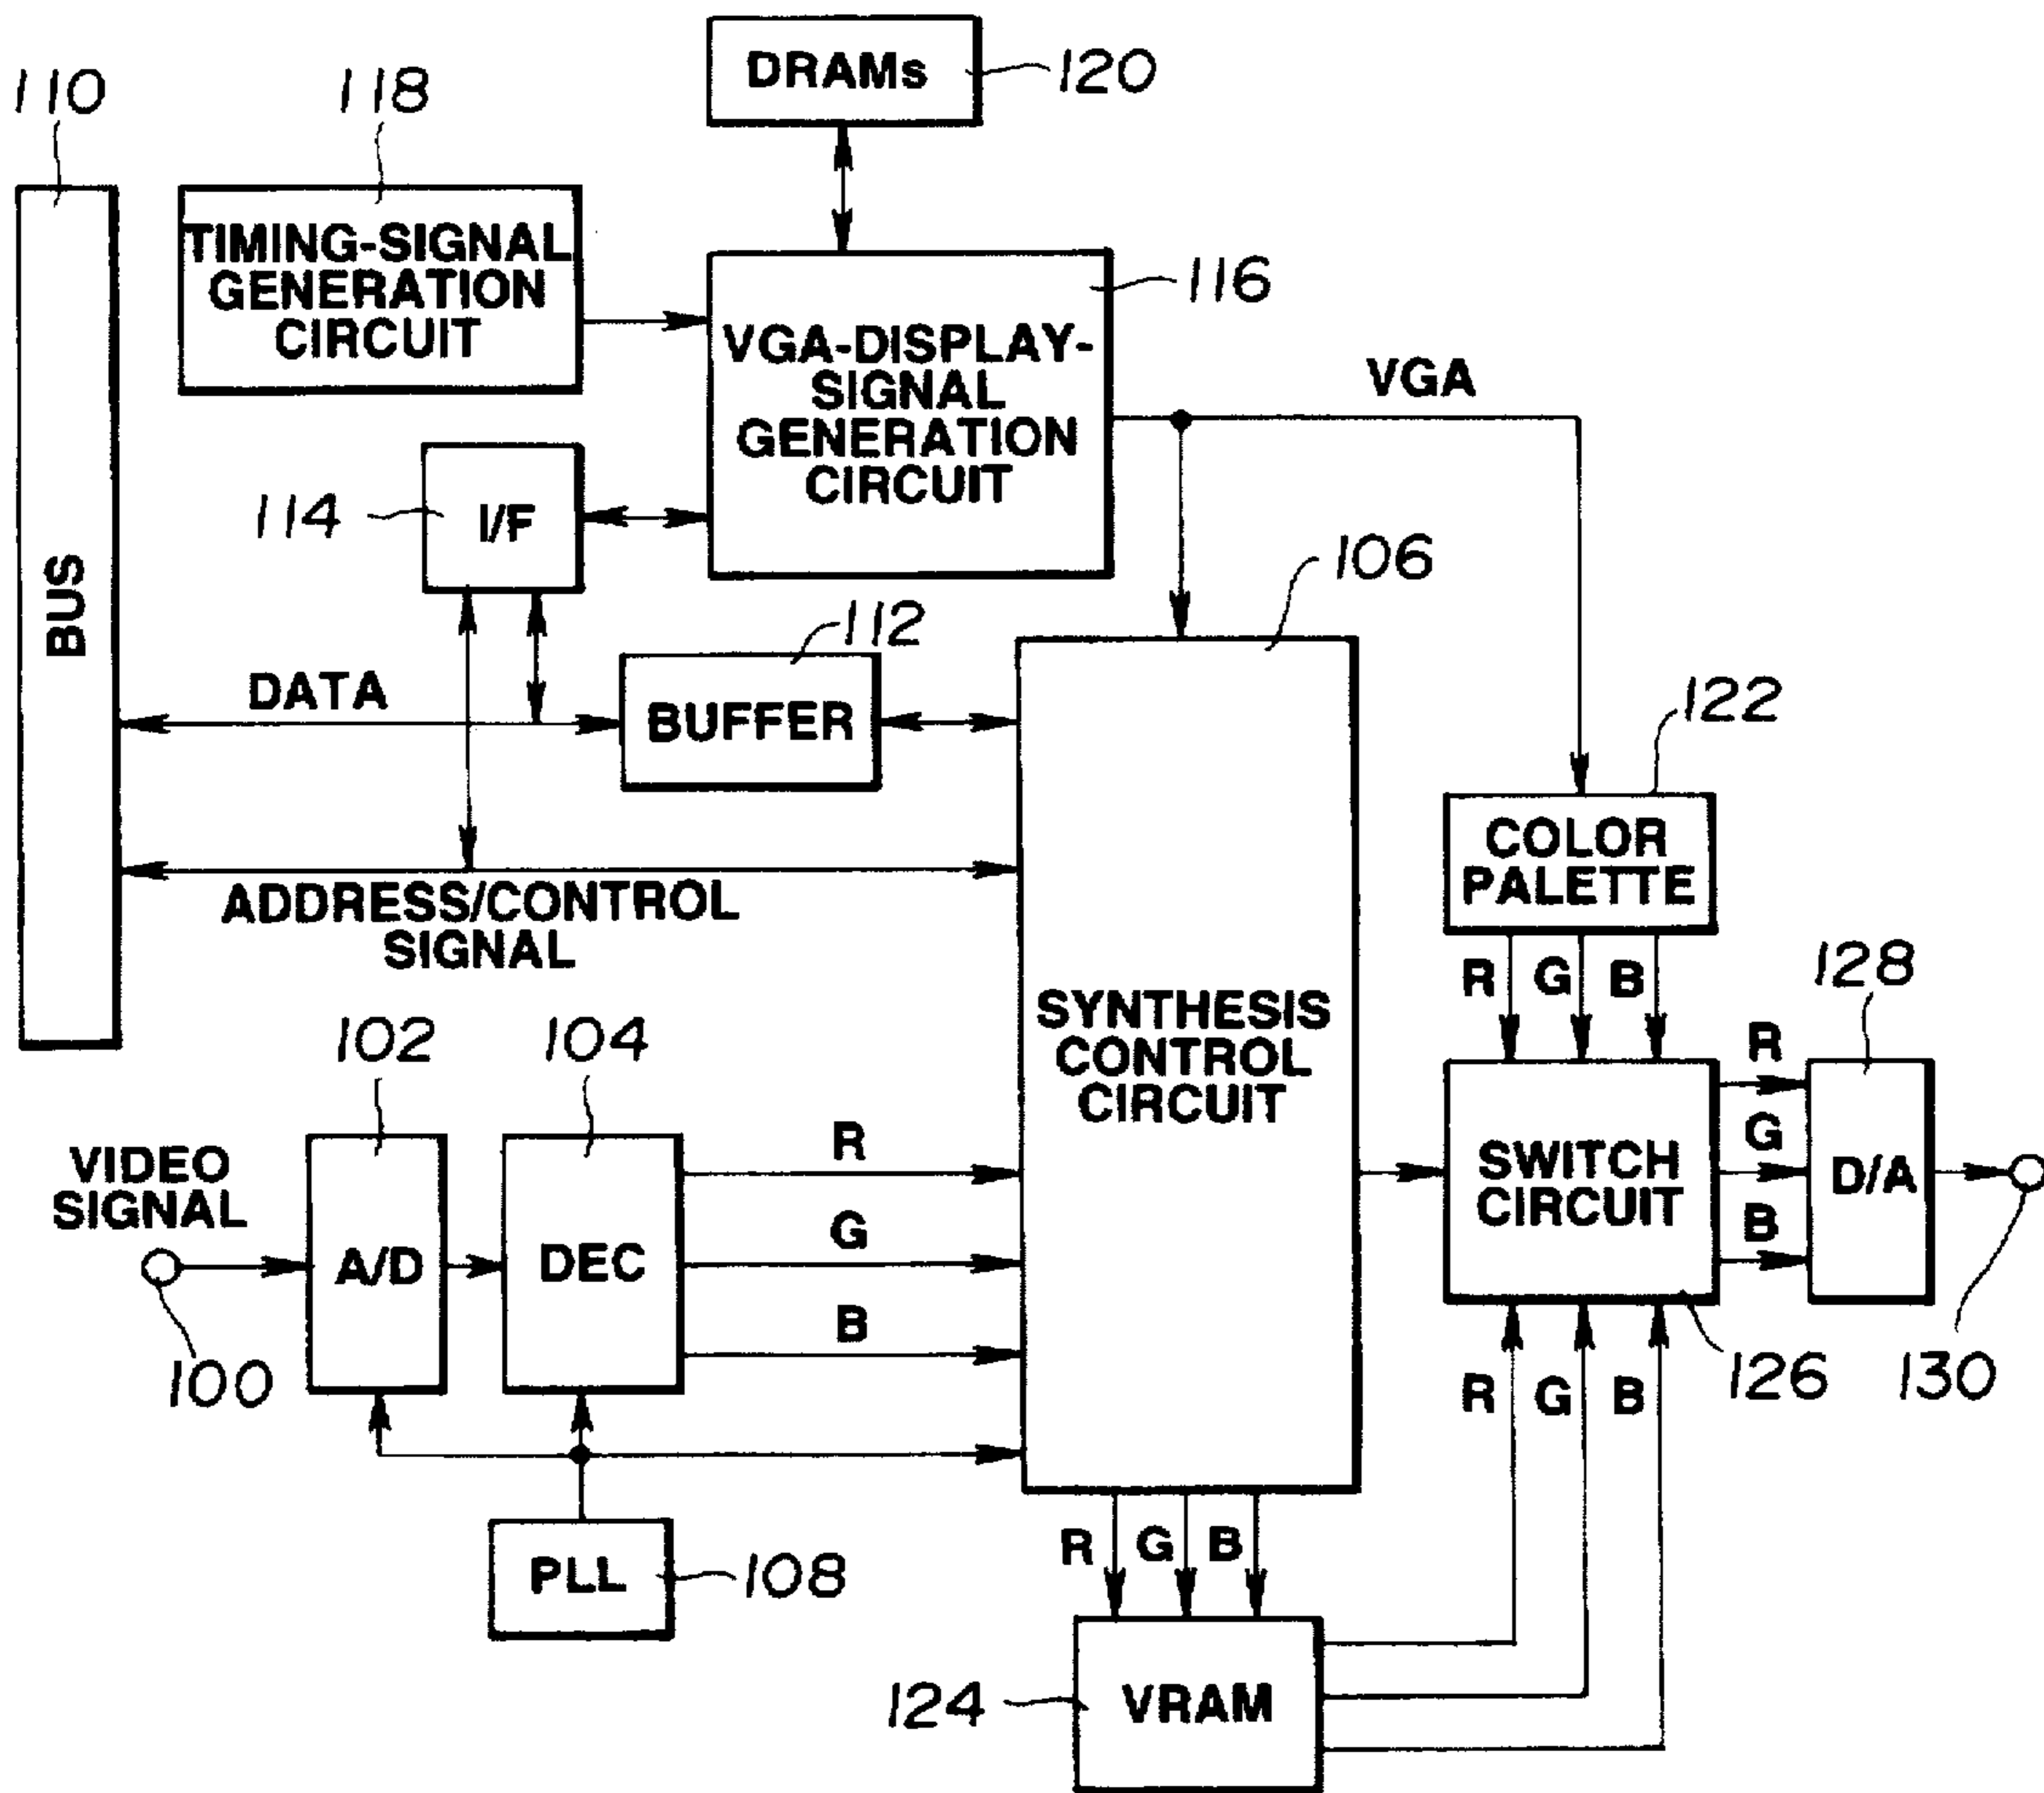 DRAMs
120
110
118
TIMING-SIGNAL
GENERATION
CIRCUIT
116
VGA-DISPLAY-
SIGNAL
GENERATION
CIRCUIT
VGA
114
I/F
106
BUS
112
DATA
BUFFER
122
COLOR
PALETTE
ADDRESS/CONTROL
SIGNAL
R G B
128
SYNTHESIS
CONTROL
CIRCUIT
102
104
R
G
B
VIDEO
SIGNAL
A/D
DEC
R
G
B
SWITCH
CIRCUIT
D/A
100
R G B
126
130
PLL
108
R G B
124
VRAM